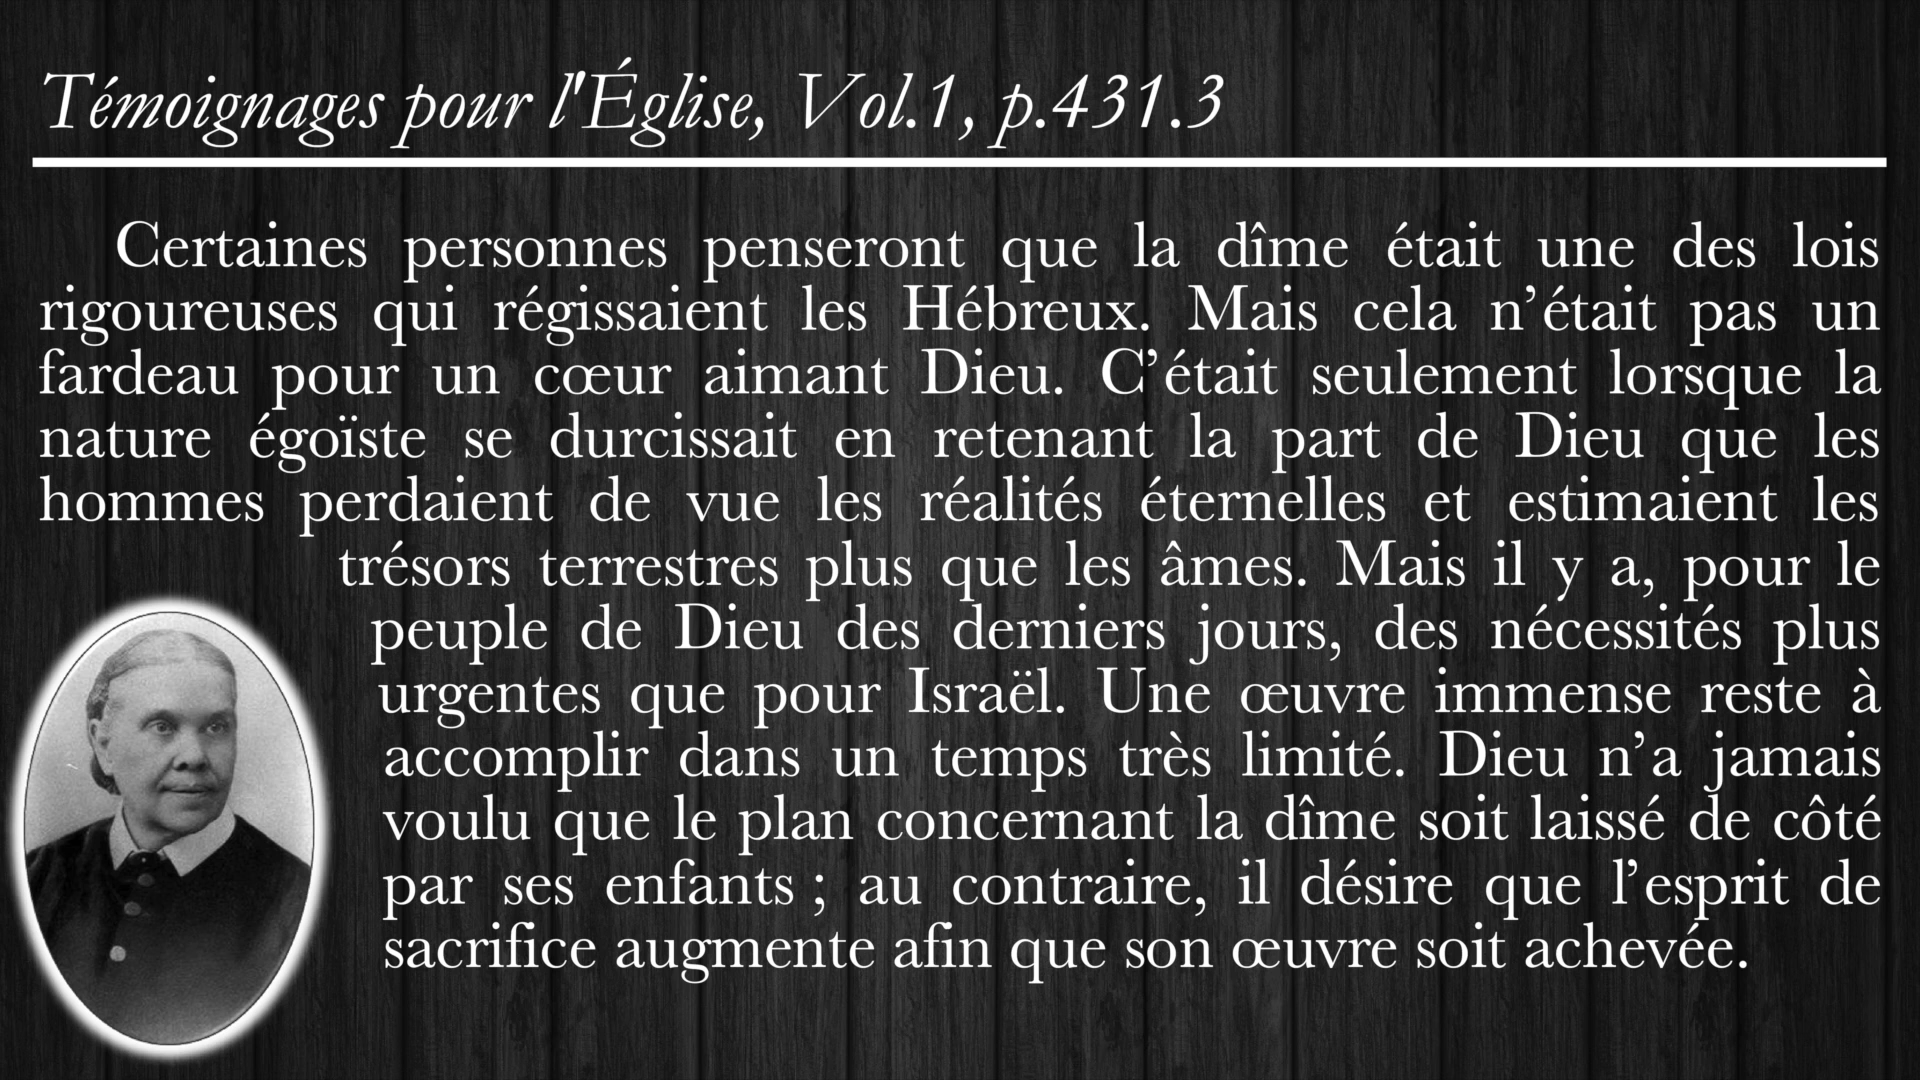 Témoignages pour l'Église, Vol.1, p.431.3
Certaines personnes penseront que la dîme était une des lois
rigoureuses qui régissaient les Hébreux. Mais cela n’était pas un
fardeau pour un cœur aimant Dieu. C’était seulement lorsque la
nature égoïste se durcissait en retenant la part de Dieu que les
hommes perdaient de vue les réalités éternelles et estimaient les
trésors terrestres plus que les âmes. Mais il y a, pour le
peuple de Dieu des derniers jours, des nécessités plus
urgentes que pour Israël. Une œuvre immense reste à
accomplir dans un temps très limité. Dieu n’a jamais
voulu que le plan concernant la dîme soit laissé de côté
par ses enfants ; au contraire, il désire que l’esprit de
sacrifice augmente afin que son œuvre soit achevée.